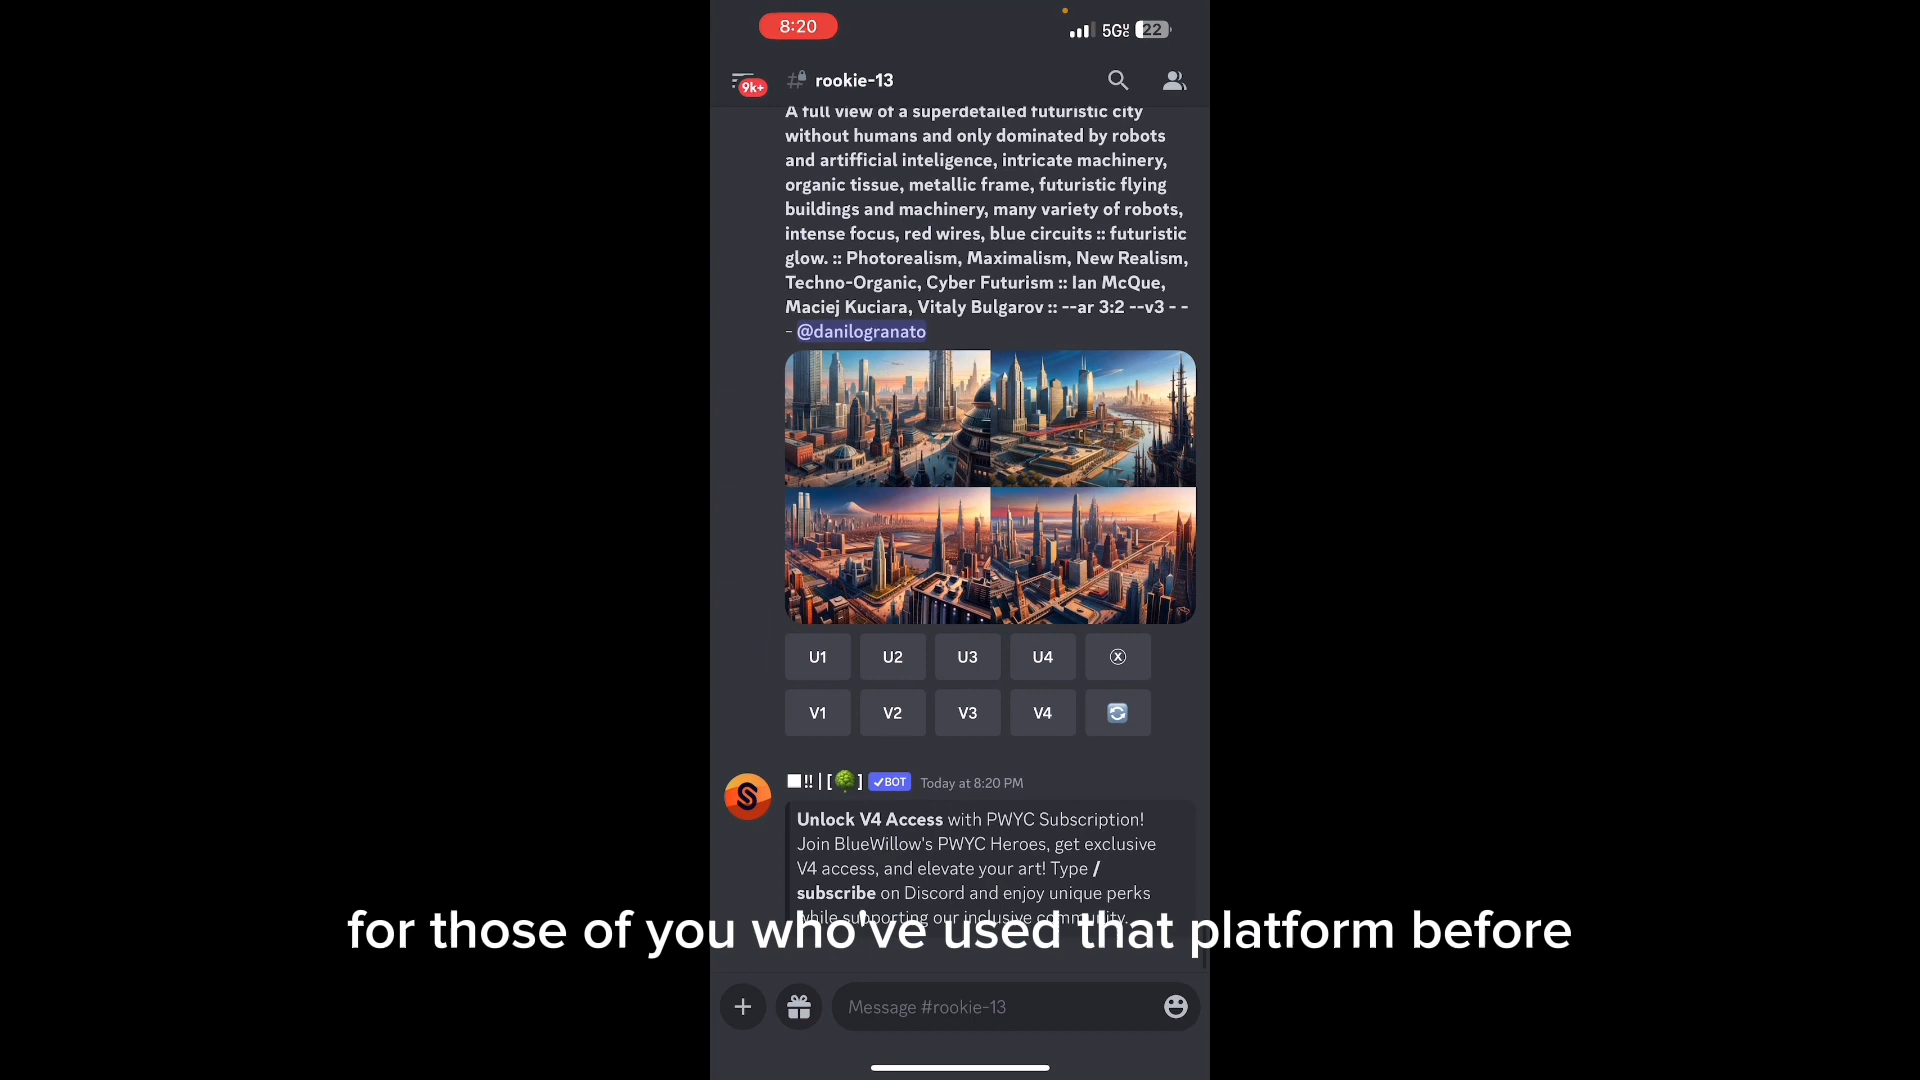 8:20
5G UC 22
9k+
# rookie-13
A full view of a superdetailed futuristic city
without humans and only dominated by robots
and artifficial inteligence, intricate machinery,
organic tissue, metallic frame, futuristic flying
buildings and machinery, many variety of robots,
intense focus, red wires, blue circuits :: futuristic
glow. :: Photorealism, Maximalism, New Realism,
Techno-Organic, Cyber Futurism :: Ian McQue,
Maciej Kuciara, Vitaly Bulgarov :: --ar 3:2 --v3 - -
- @danilogranato
U1 U2 U3 U4
V1 V2 V3 V4
!! | [🌳] ✓BOT Today at 8:20 PM
Unlock V4 Access with PWYC Subscription!
Join BlueWillow's PWYC Heroes, get exclusive
V4 access, and elevate your art! Type /
subscribe on Discord and enjoy unique perks
while supporting our inclusive community.
for those of you who've used that platform before
Message #rookie-13